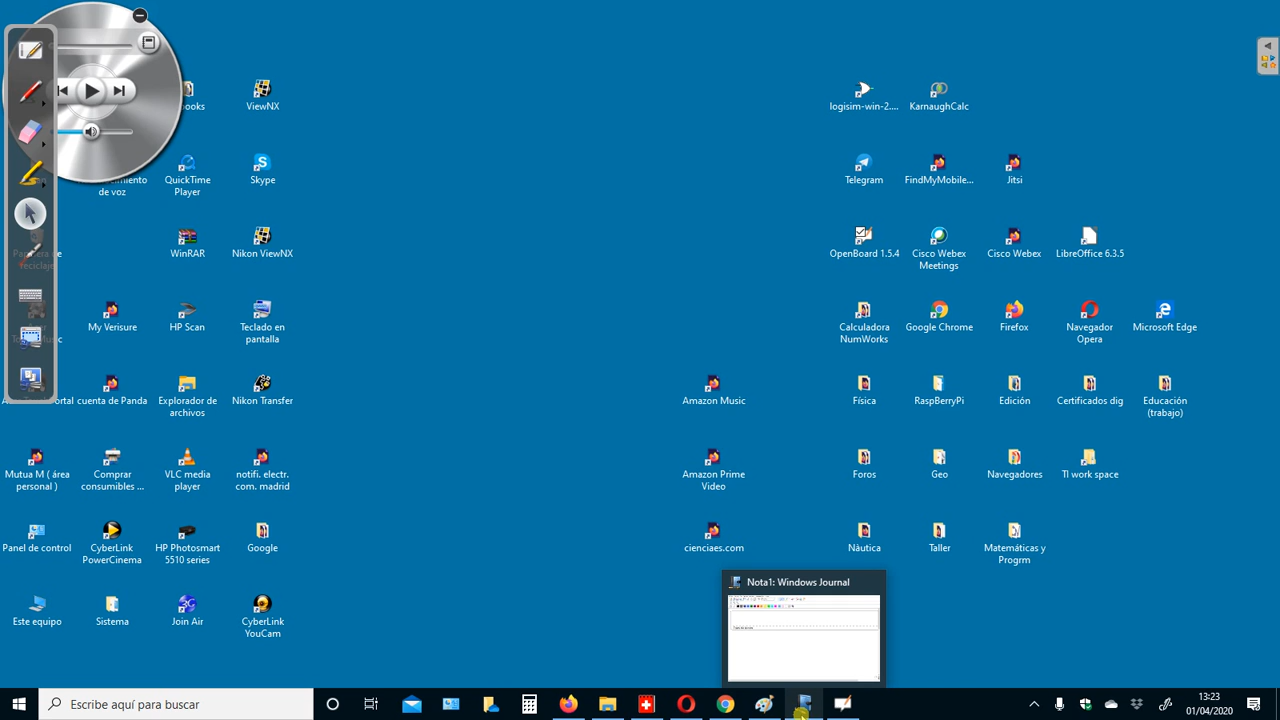 ooks
ViewNX
logisim-win-2....
KarnaughCalc
miento de voz
QuickTime Player
Skype
Telegram
FindMyMobile...
Jitsi
Pap ra de reciclaje
WinRAR
Nikon ViewNX
OpenBoard 1.5.4
Cisco Webex Meetings
Cisco Webex
LibreOffice 6.3.5
My Verisure
HP Scan
Teclado en pantalla
Calculadora NumWorks
Google Chrome
Firefox
Navegador Opera
Microsoft Edge
ortal
cuenta de Panda
Explorador de archivos
Nikon Transfer
Amazon Music
Física
RaspBerryPi
Edición
Certificados dig
Educación (trabajo)
Mutua M ( área personal )
Comprar consumibles ...
VLC media player
notifi. electr. com. madrid
Amazon Prime Video
Foros
Geo
Navegadores
TI work space
Panel de control
CyberLink PowerCinema
HP Photosmart 5510 series
Google
cienciaes.com
Nàutica
Taller
Matemáticas y Progrm
Nota1: Windows Journal
Este equipo
Sistema
Join Air
CyberLink YouCam
Escribe aquí para buscar
13:23
01/04/2020